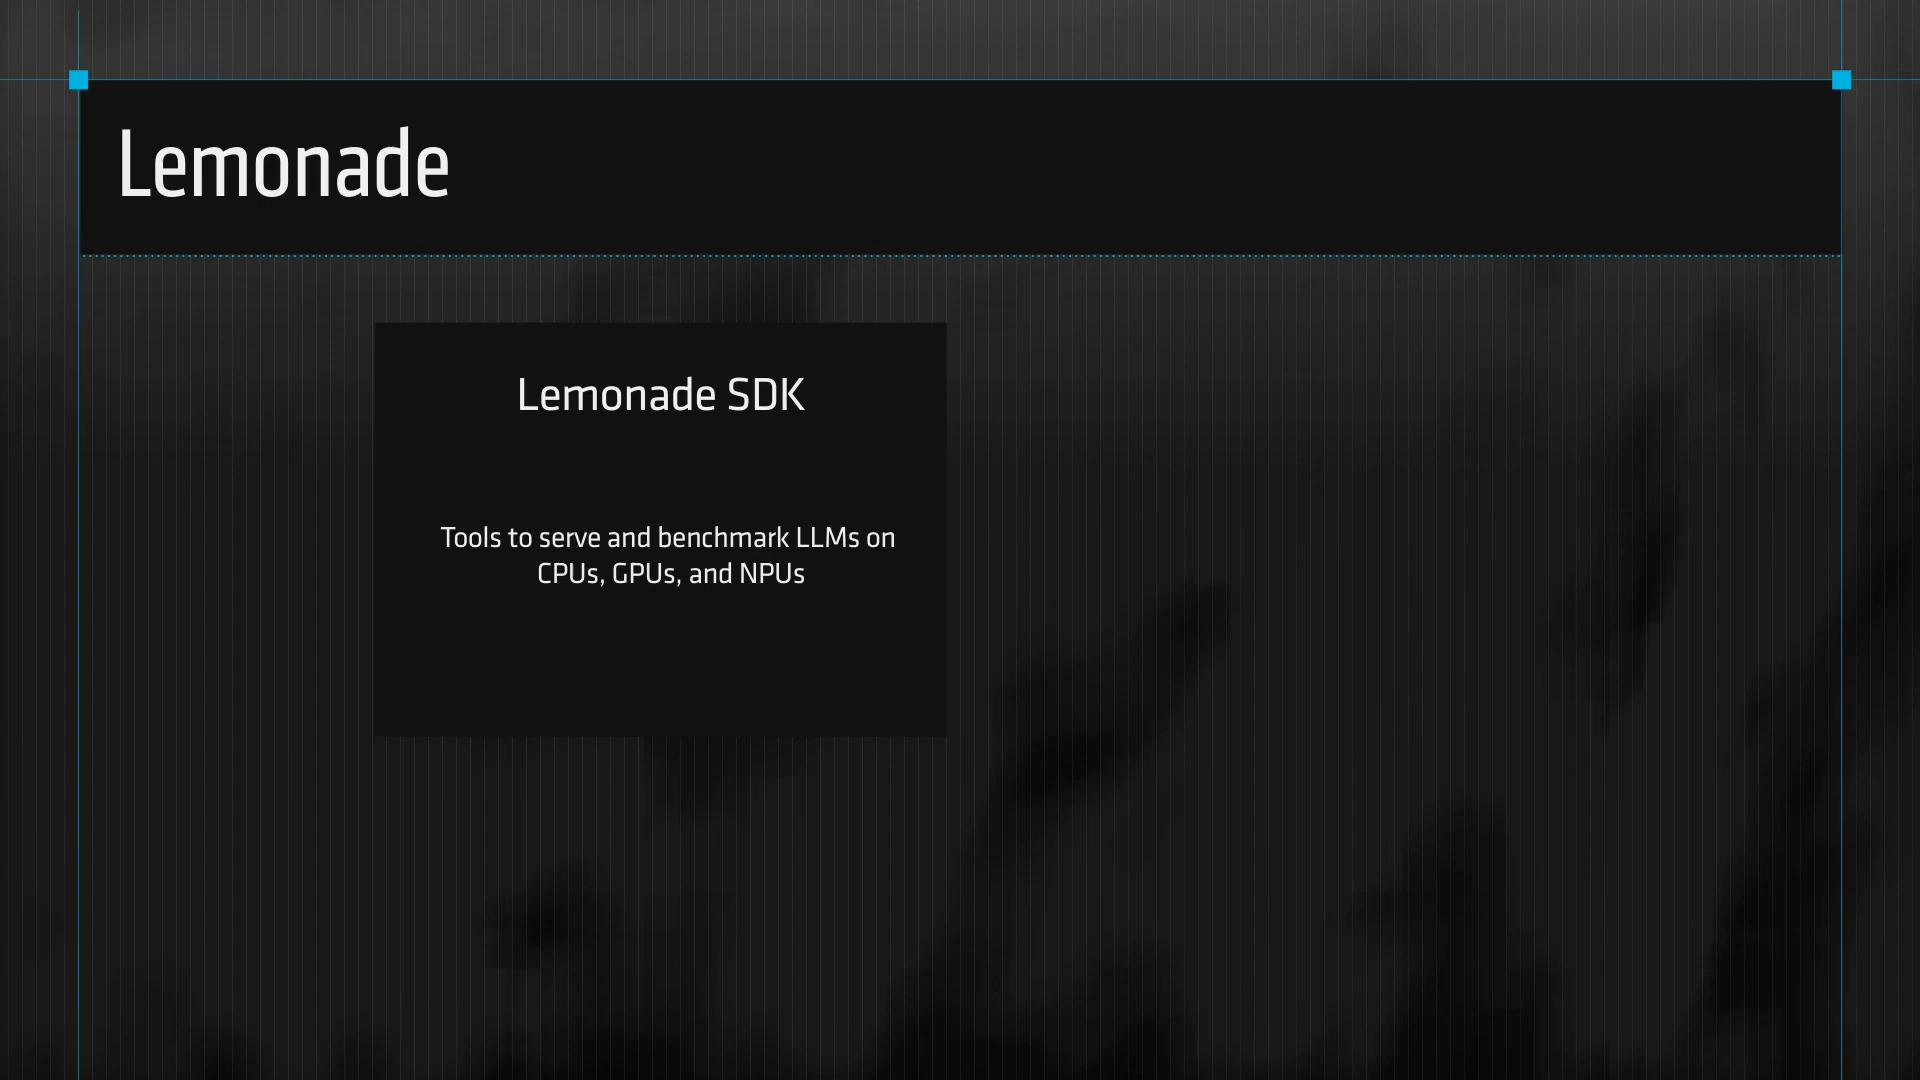 Lemonade
Lemonade SDK
Tools to serve and benchmark LLMs on
CPUs, GPUs, and NPUs